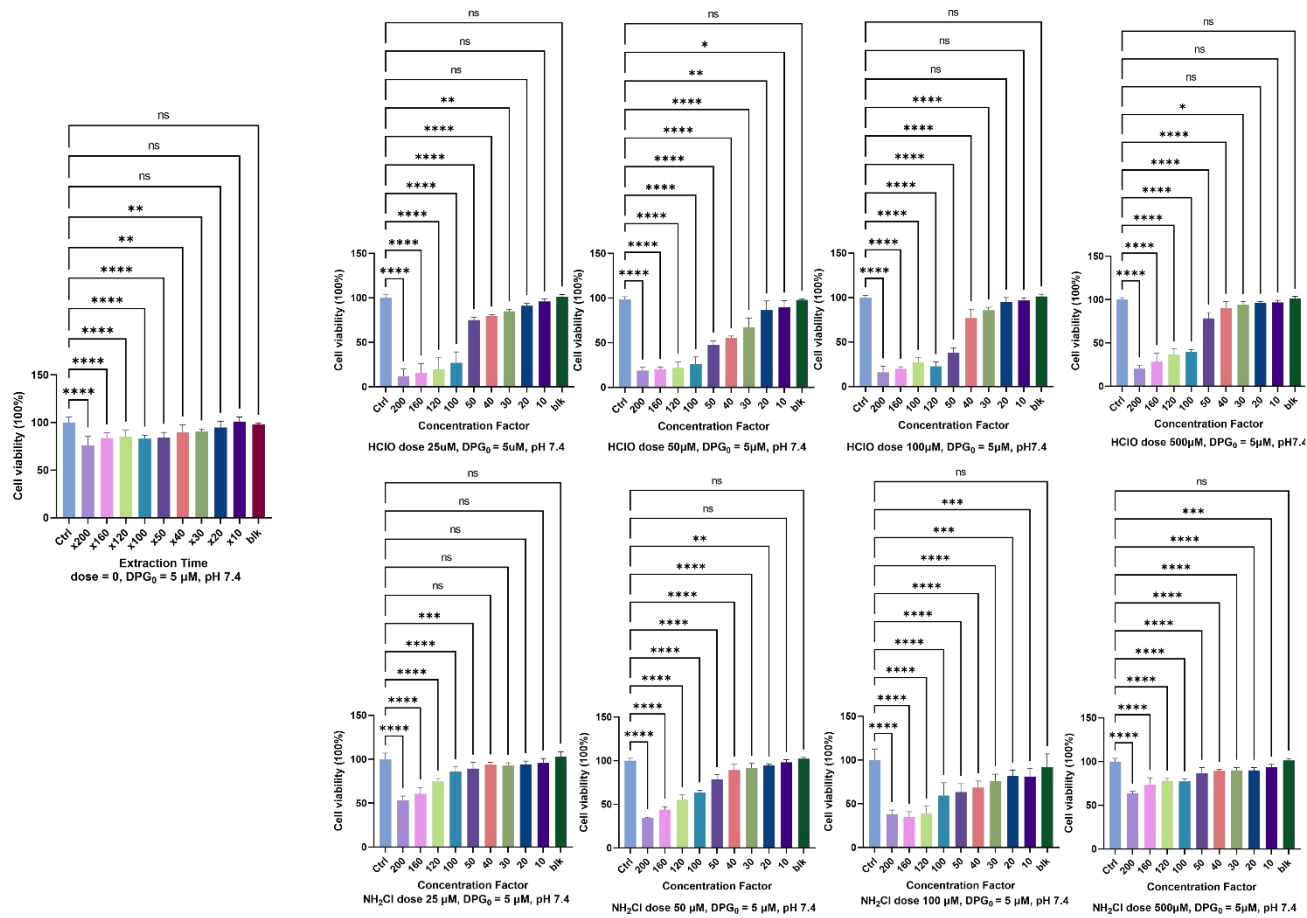 ns
ns
ns
**
**
****
****
****
****
****
Cell viability (100%)
150
100
50
0
Ctrl x200 x160 x120 x100 x50 x40 x30 x20 x10 blk
Extraction Time
dose = 0, DPG₀ = 5 µM, pH 7.4
ns
ns
ns
**
****
****
****
****
****
****
Cell viability (100%)
150
100
50
0
Ctrl 200 160 120 100 50 40 30 20 10 blk
Concentration Factor
HClO dose 25uM, DPG₀ = 5uM, pH 7.4
ns
*
**
****
****
****
****
****
****
****
Cell viability (100%)
150
100
50
0
Ctrl 200 160 120 100 50 40 30 20 10 blk
Concentration Factor
HClO dose 50µM, DPG₀ = 5µM, pH 7.4
ns
ns
ns
****
****
****
****
****
****
****
Cell viability (100%)
150
100
50
0
Ctrl 200 160 120 100 50 40 30 20 10 blk
Concentration Factor
HClO dose 100µM, DPG₀ = 5µM, pH7.4
ns
ns
ns
*
****
****
****
****
****
****
Cell viability (100%)
150
100
50
0
Ctrl 200 160 120 100 50 40 30 20 10 blk
Concentration Factor
HClO dose 500µM, DPG₀ = 5µM, pH7.4
ns
ns
ns
ns
ns
***
****
****
****
****
Cell viability (100%)
150
100
50
0
Ctrl 200 160 120 100 50 40 30 20 10 blk
Concentration Factor
NH₂Cl dose 25 µM, DPG₀ = 5 µM, pH 7.4
ns
ns
**
****
****
****
****
****
****
****
Cell viability (100%)
150
100
50
0
Ctrl 200 160 120 100 50 40 30 20 10 blk
Concentration Factor
NH₂Cl dose 50 µM, DPG₀ = 5 µM, pH 7.4
ns
***
***
****
****
****
****
****
****
****
Cell viability (100%)
150
100
50
0
Ctrl 200 160 120 100 50 40 30 20 10 blk
Concentration Factor
NH₂Cl dose 100 µM, DPG₀ = 5 µM, pH 7.4
ns
***
****
****
****
****
****
****
****
****
Cell viability (100%)
150
100
50
0
Ctrl 200 160 120 100 50 40 30 20 10 blk
Concentration Factor
NH₂Cl dose 500µM, DPG₀ = 5µM, pH 7.4